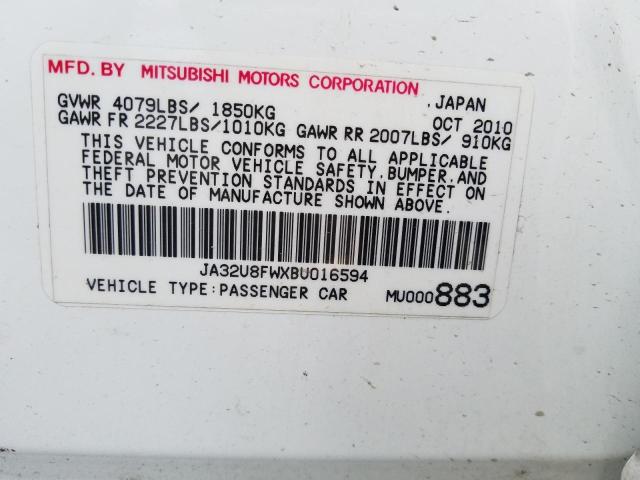 MFD. BY MITSUBISHI MOTORS CORPORATION
GVWR 4079LBS/ 1850KG JAPAN
GAWR FR 2227LBS/1010KG GAWR RR 2007LBS/ 910KG OCT 2010
THIS VEHICLE CONFORMS TO ALL APPLICABLE
FEDERAL MOTOR VEHICLE SAFETY, BUMPER, AND
THEFT PREVENTION STANDARDS IN EFFECT ON
THE DATE OF MANUFACTURE SHOWN ABOVE.
JA32U8FWXBU016594
VEHICLE TYPE: PASSENGER CAR MU000883